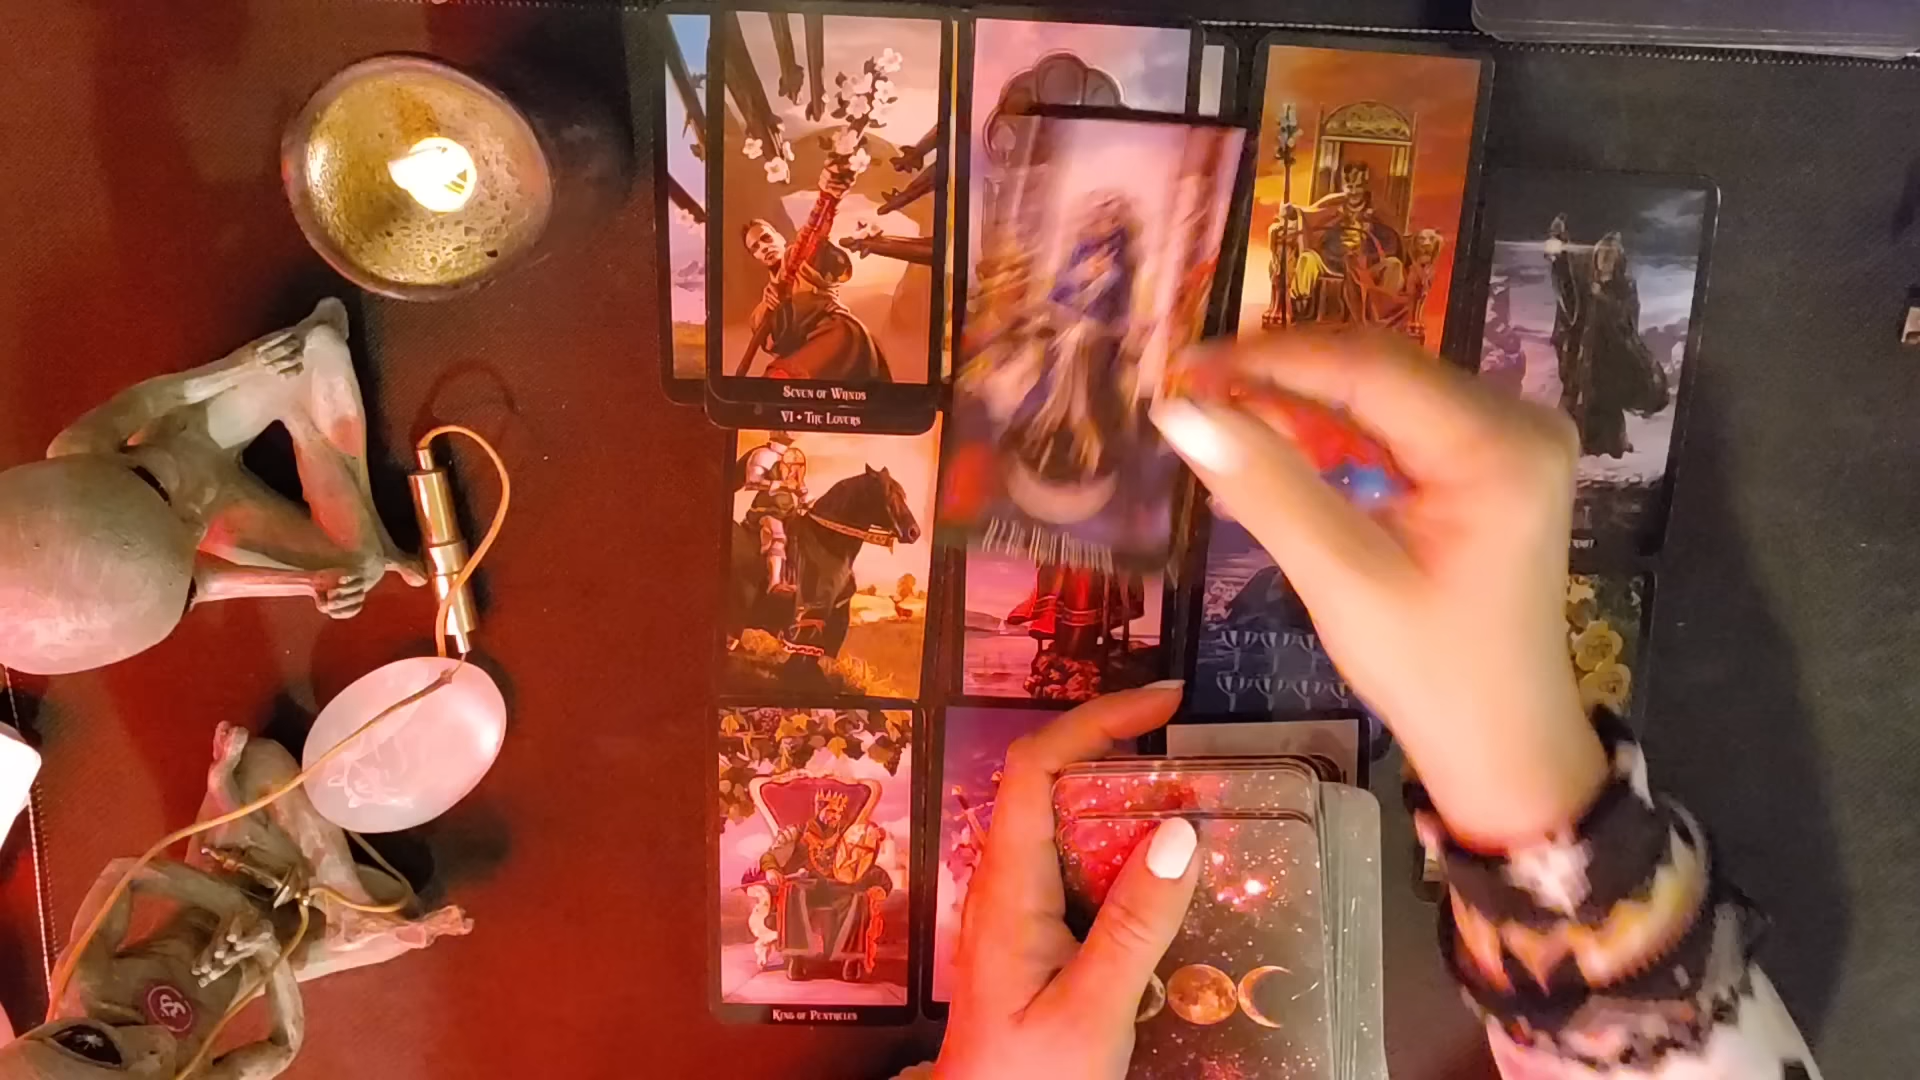 SEVEN OF WANDS
VI • THE LOVERS
KING OF PENTACLES